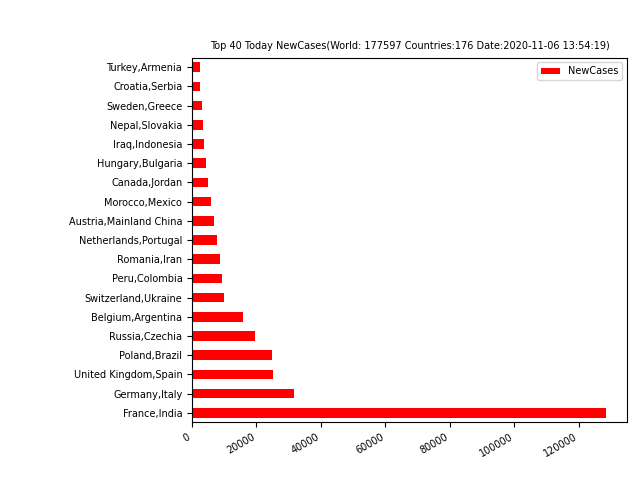 Top 40 Today NewCases(World: 177597 Countries:176 Date:2020-11-06 13:54:19)
NewCases
Turkey,Armenia
Croatia,Serbia
Sweden,Greece
Nepal,Slovakia
Iraq,Indonesia
Hungary,Bulgaria
Canada,Jordan
Morocco,Mexico
Austria,Mainland China
Netherlands,Portugal
Romania,Iran
Peru,Colombia
Switzerland,Ukraine
Belgium,Argentina
Russia,Czechia
Poland,Brazil
United Kingdom,Spain
Germany,Italy
France,India
0 20000 40000 60000 80000 100000 120000